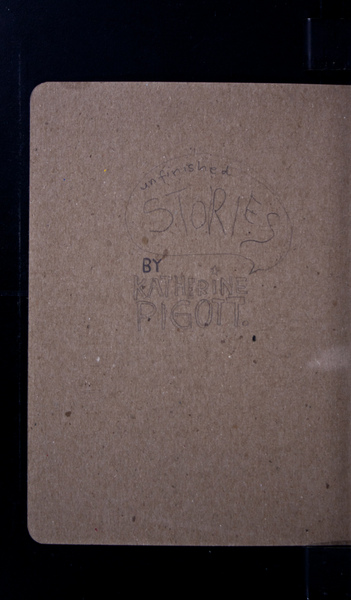 unfinished
STORIES
BY
KATHERINE
PIGOTT